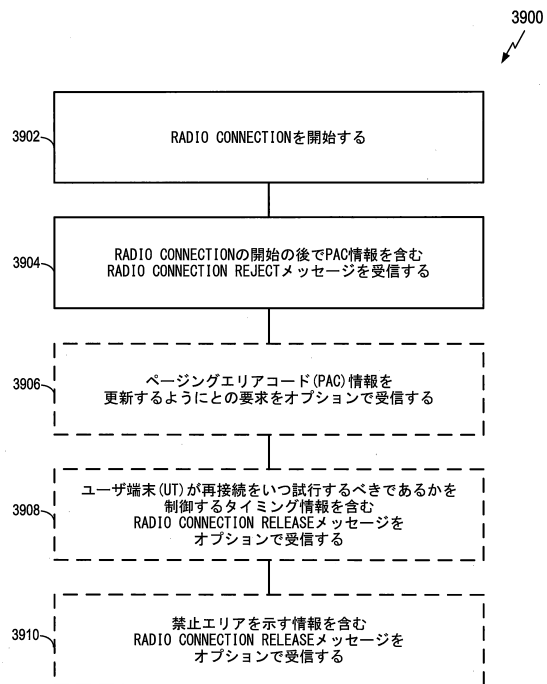 3900
3902
RADIO CONNECTIONを開始する
3904
RADIO CONNECTIONの開始の後でPAC情報を含む
RADIO CONNECTION REJECTメッセージを受信する
3906
ページングエリアコード(PAC)情報を
更新するようにとの要求をオプションで受信する
3908
ユーザ端末(UT)が再接続をいつ試行するべきであるかを
制御するタイミング情報を含む
RADIO CONNECTION RELEASEメッセージを
オプションで受信する
3910
禁止エリアを示す情報を含む
RADIO CONNECTION RELEASEメッセージを
オプションで受信する